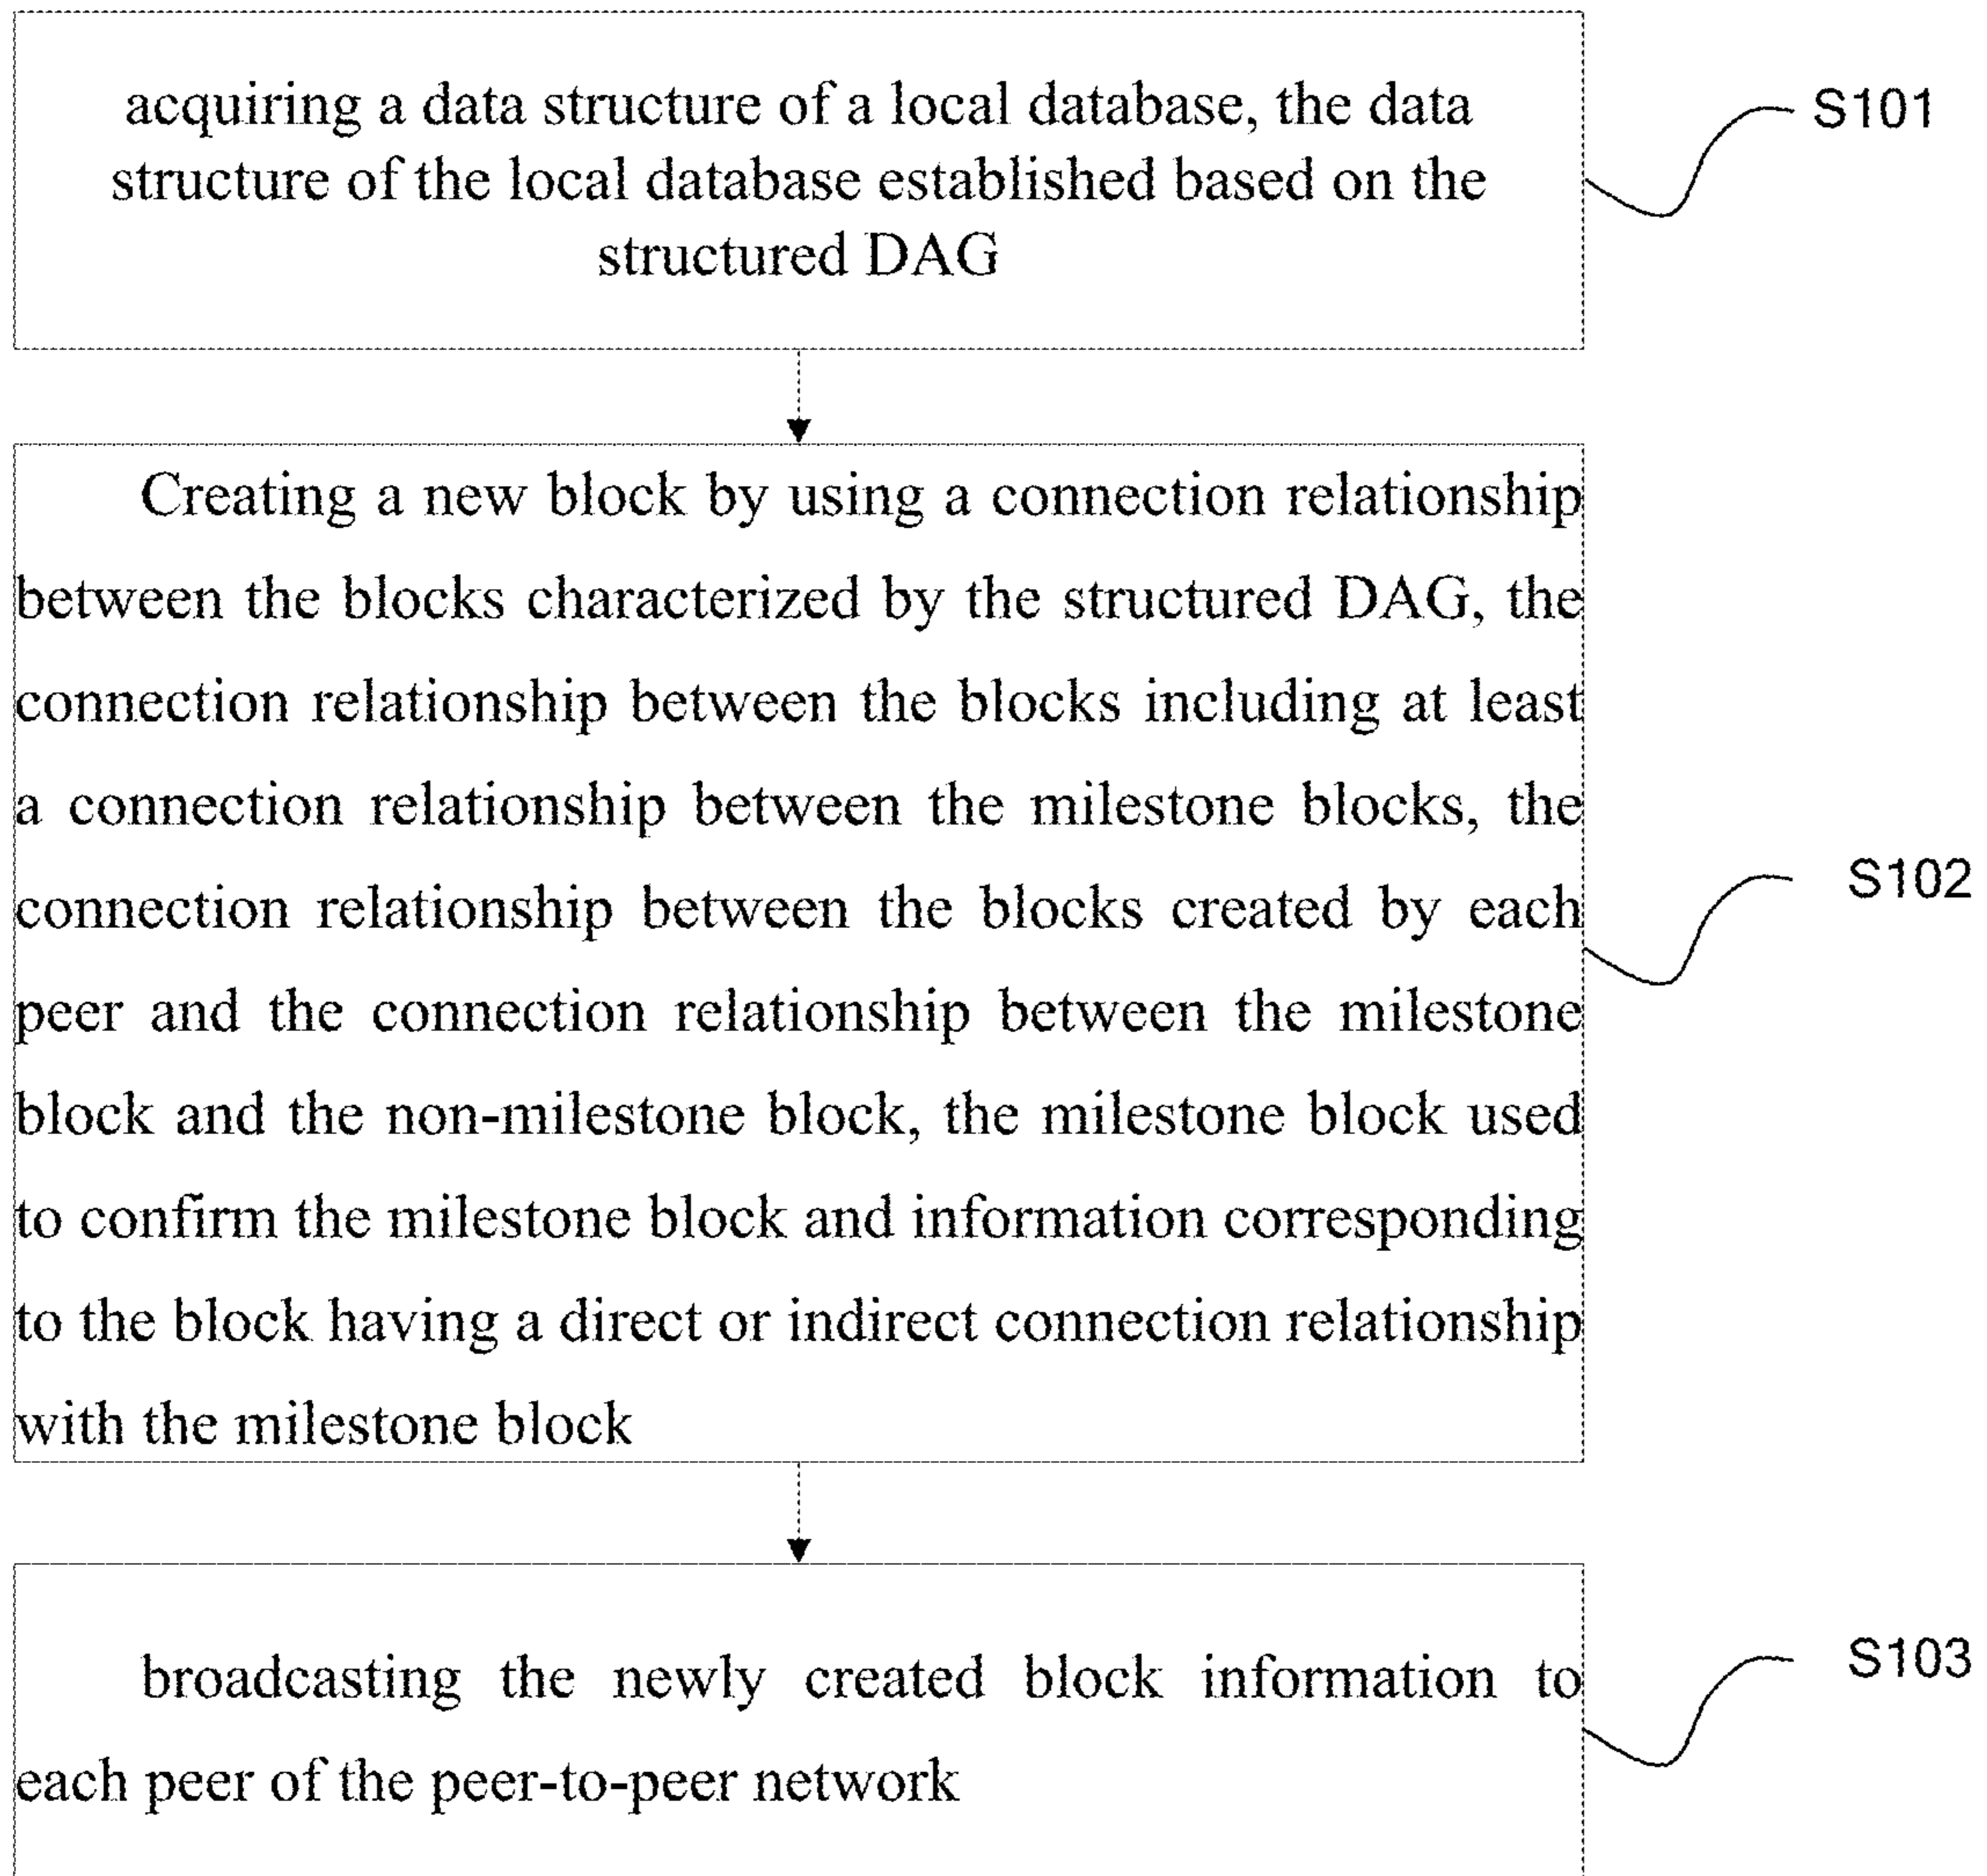 acquiring a data structure of a local database, the data
structure of the local database established based on the
structured DAG
S101
Creating a new block by using a connection relationship
between the blocks characterized by the structured DAG, the
connection relationship between the blocks including at least
a connection relationship between the milestone blocks, the
connection relationship between the blocks created by each
peer and the connection relationship between the milestone
block and the non-milestone block, the milestone block used
to confirm the milestone block and information corresponding
to the block having a direct or indirect connection relationship
with the milestone block
S102
broadcasting the newly created block information to
each peer of the peer-to-peer network
S103